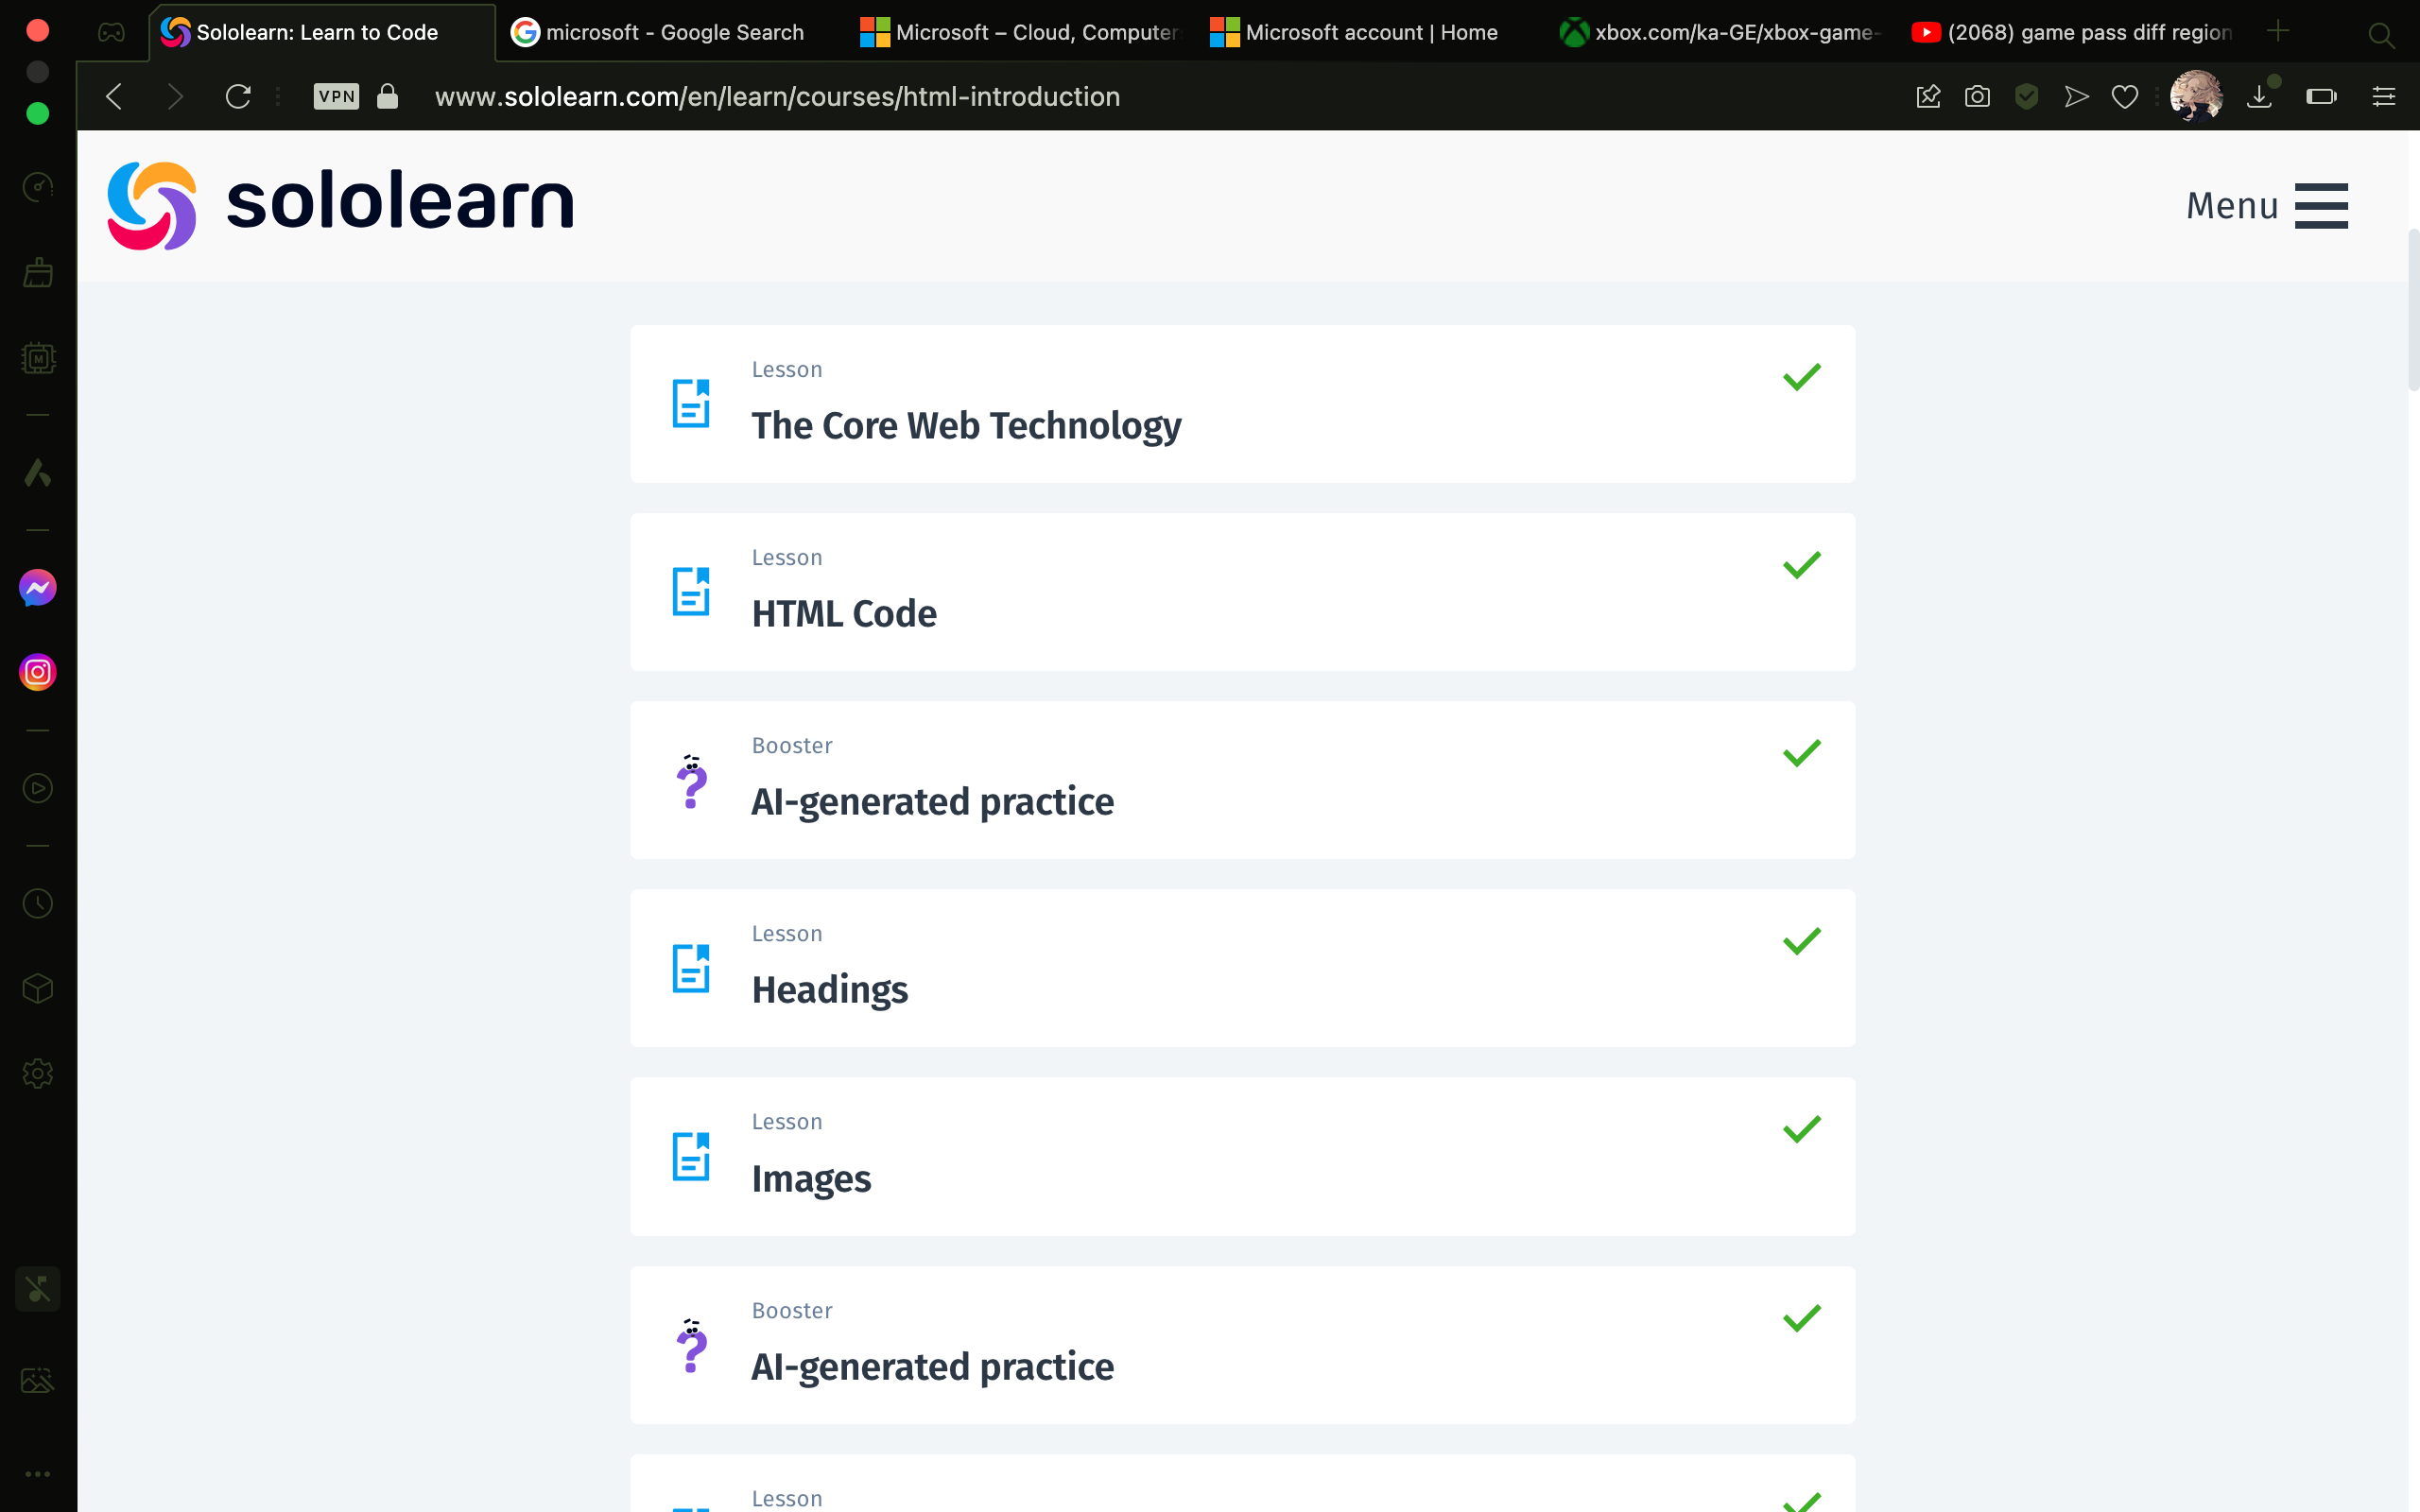 Sololearn: Learn to Code
microsoft - Google Search
Microsoft – Cloud, Computer
Microsoft account | Home
xbox.com/ka-GE/xbox-game-
(2068) game pass diff region
VPN
www.sololearn.com/en/learn/courses/html-introduction
M
sololearn
Menu
Lesson
The Core Web Technology
Lesson
HTML Code
Booster
AI-generated practice
Lesson
Headings
Lesson
Images
Booster
AI-generated practice
Lesson